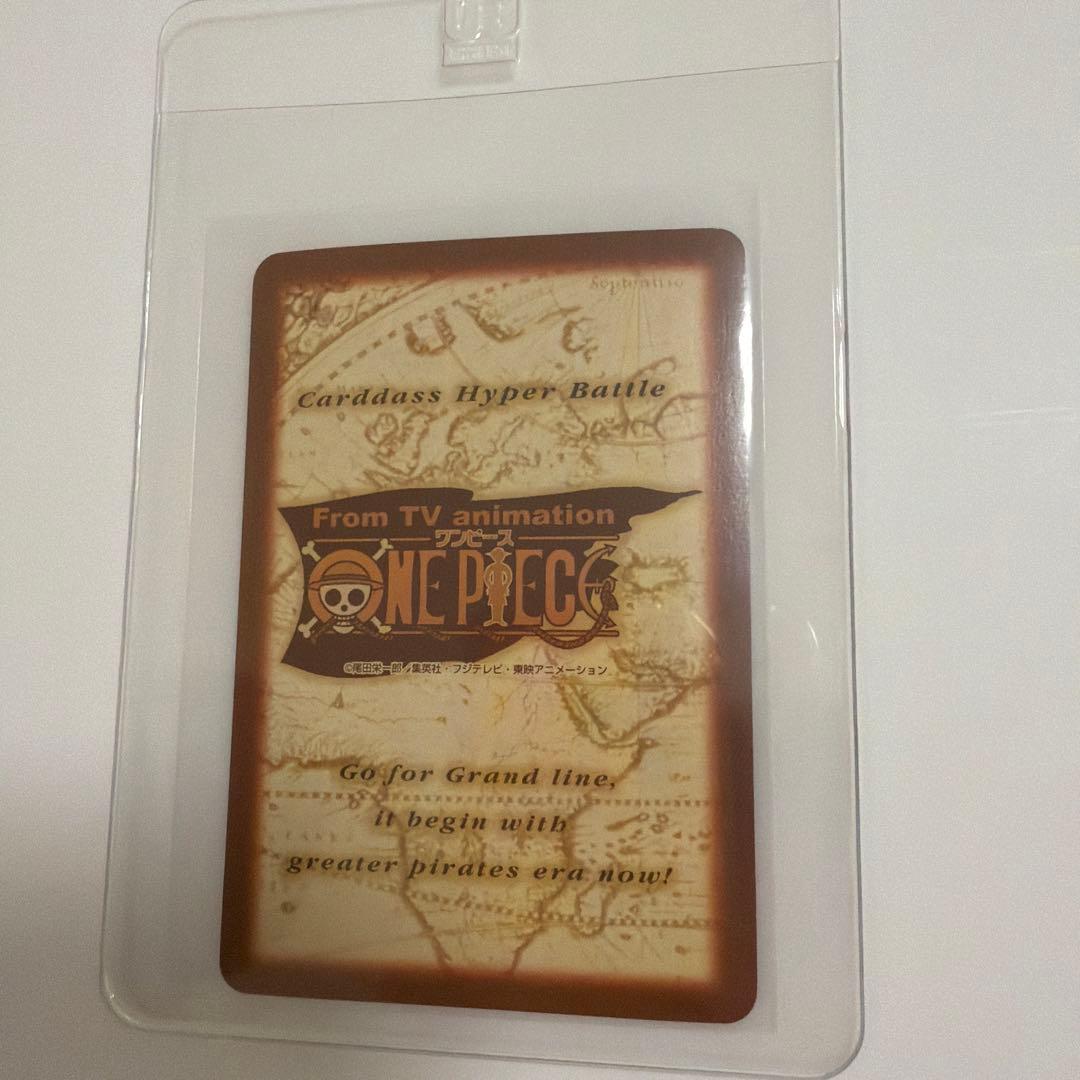 Septentrio
Carddass Hyper Battle
From TV animation
ワンピース
ONE PIECE
©尾田栄一郎/集英社・フジテレビ・東映アニメーション
Go for Grand line,
it begin with
greater pirates era now!